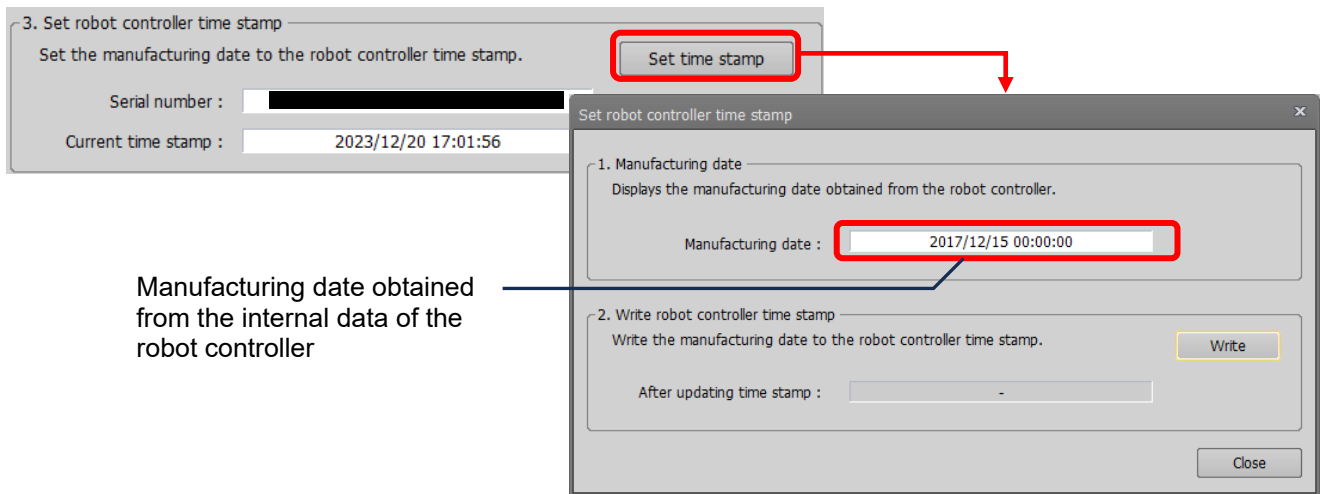 3. Set robot controller time stamp
Set the manufacturing date to the robot controller time stamp.
Set time stamp
Serial number :
Current time stamp :
2023/12/20 17:01:56
Set robot controller time stamp
×
1. Manufacturing date
Displays the manufacturing date obtained from the robot controller.
Manufacturing date :
2017/12/15 00:00:00
Manufacturing date obtained
from the internal data of the
robot controller
2. Write robot controller time stamp
Write the manufacturing date to the robot controller time stamp.
Write
After updating time stamp :
-
Close